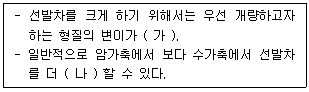 - 선발차를 크게 하기 위해서는 우선 개량하고자
하는 형질의 변이가 ( 가 ).
- 일반적으로 암가축에서 보다 수가축에서 선발차
를 더 ( 나 ) 할 수 있다.